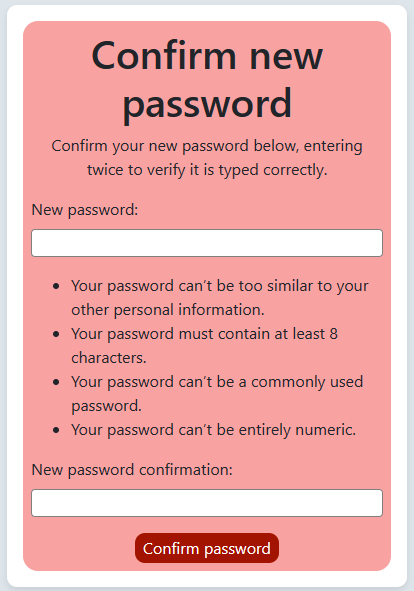 Confirm new
password
Confirm your new password below, entering
twice to verify it is typed correctly.
New password:
• Your password can’t be too similar to your
other personal information.
• Your password must contain at least 8
characters.
• Your password can’t be a commonly used
password.
• Your password can’t be entirely numeric.
New password confirmation:
Confirm password